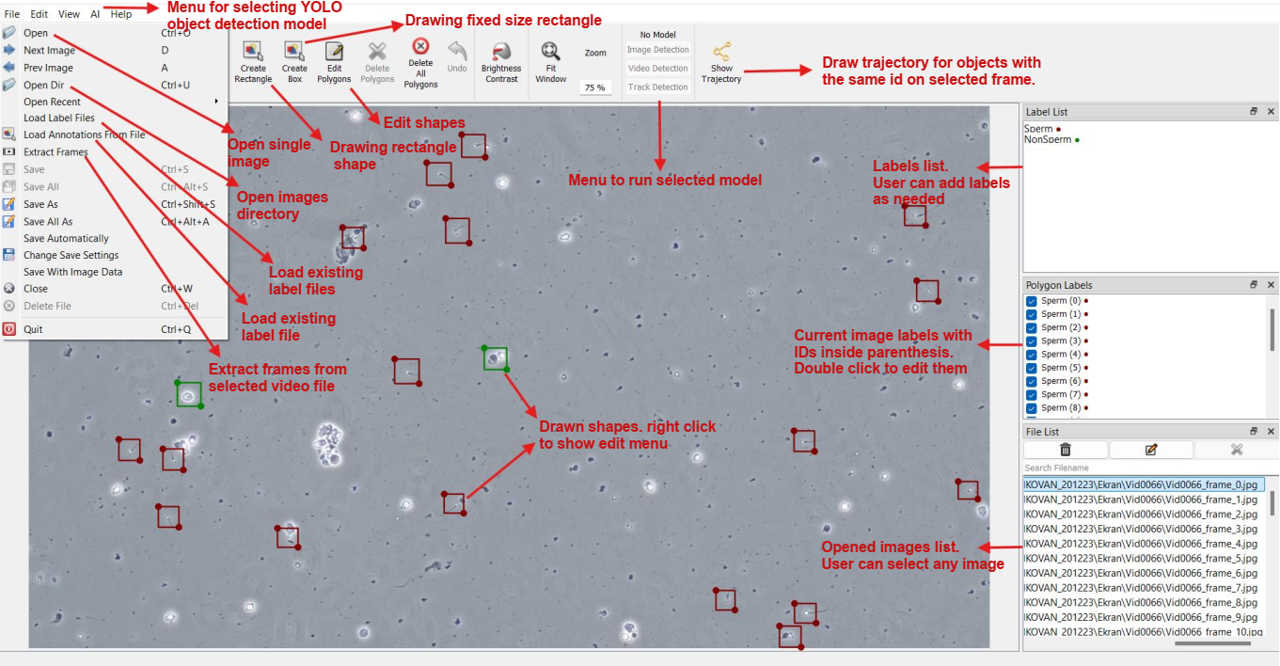 File Edit View AI Help
Menu for selecting YOLO
object detection model
Drawing fixed size rectangle
Open Ctrl+O
Next Image D
Prev Image A
Open Dir Ctrl+U
Open Recent
Load Label Files
Load Annotations From File
Extract Frames
Save Ctrl+S
Save All Ctrl+Alt+S
Save As Ctrl+Shift+S
Save All As Ctrl+Alt+A
Save Automatically
Change Save Settings
Save With Image Data
Close Ctrl+W
Delete File Ctrl+Del
Quit Ctrl+Q
Create
Rectangle
Create
Box
Edit
Polygons
Delete
Polygons
Delete
All
Polygons
Undo
Brightness
Contrast
Fit
Window
Zoom
75 %
No Model
Image Detection
Video Detection
Track Detection
Show
Trajectory
Draw trajectory for objects with
the same id on selected frame.
Edit shapes
Open single
image
Drawing rectangle
shape
Menu to run selected model
Open images
directory
Load existing
label files
Load existing
label file
Extract frames from
selected video file
Drawn shapes. right click
to show edit menu
Labels list.
User can add labels
as needed
Current image labels with
IDs inside parenthesis.
Double click to edit them
Opened images list.
User can select any image
Label List
Sperm
NonSperm
Polygon Labels
Sperm (0)
Sperm (1)
Sperm (2)
Sperm (3)
Sperm (4)
Sperm (5)
Sperm (6)
Sperm (7)
Sperm (8)
File List
Search Filename
IKOVAN_201223\Ekran\Vid0066\Vid0066_frame_0.jpg
IKOVAN_201223\Ekran\Vid0066\Vid0066_frame_1.jpg
IKOVAN_201223\Ekran\Vid0066\Vid0066_frame_2.jpg
IKOVAN_201223\Ekran\Vid0066\Vid0066_frame_3.jpg
IKOVAN_201223\Ekran\Vid0066\Vid0066_frame_4.jpg
IKOVAN_201223\Ekran\Vid0066\Vid0066_frame_5.jpg
IKOVAN_201223\Ekran\Vid0066\Vid0066_frame_6.jpg
IKOVAN_201223\Ekran\Vid0066\Vid0066_frame_7.jpg
IKOVAN_201223\Ekran\Vid0066\Vid0066_frame_8.jpg
IKOVAN_201223\Ekran\Vid0066\Vid0066_frame_9.jpg
IKOVAN_201223\Ekran\Vid0066\Vid0066_frame_10.jpg